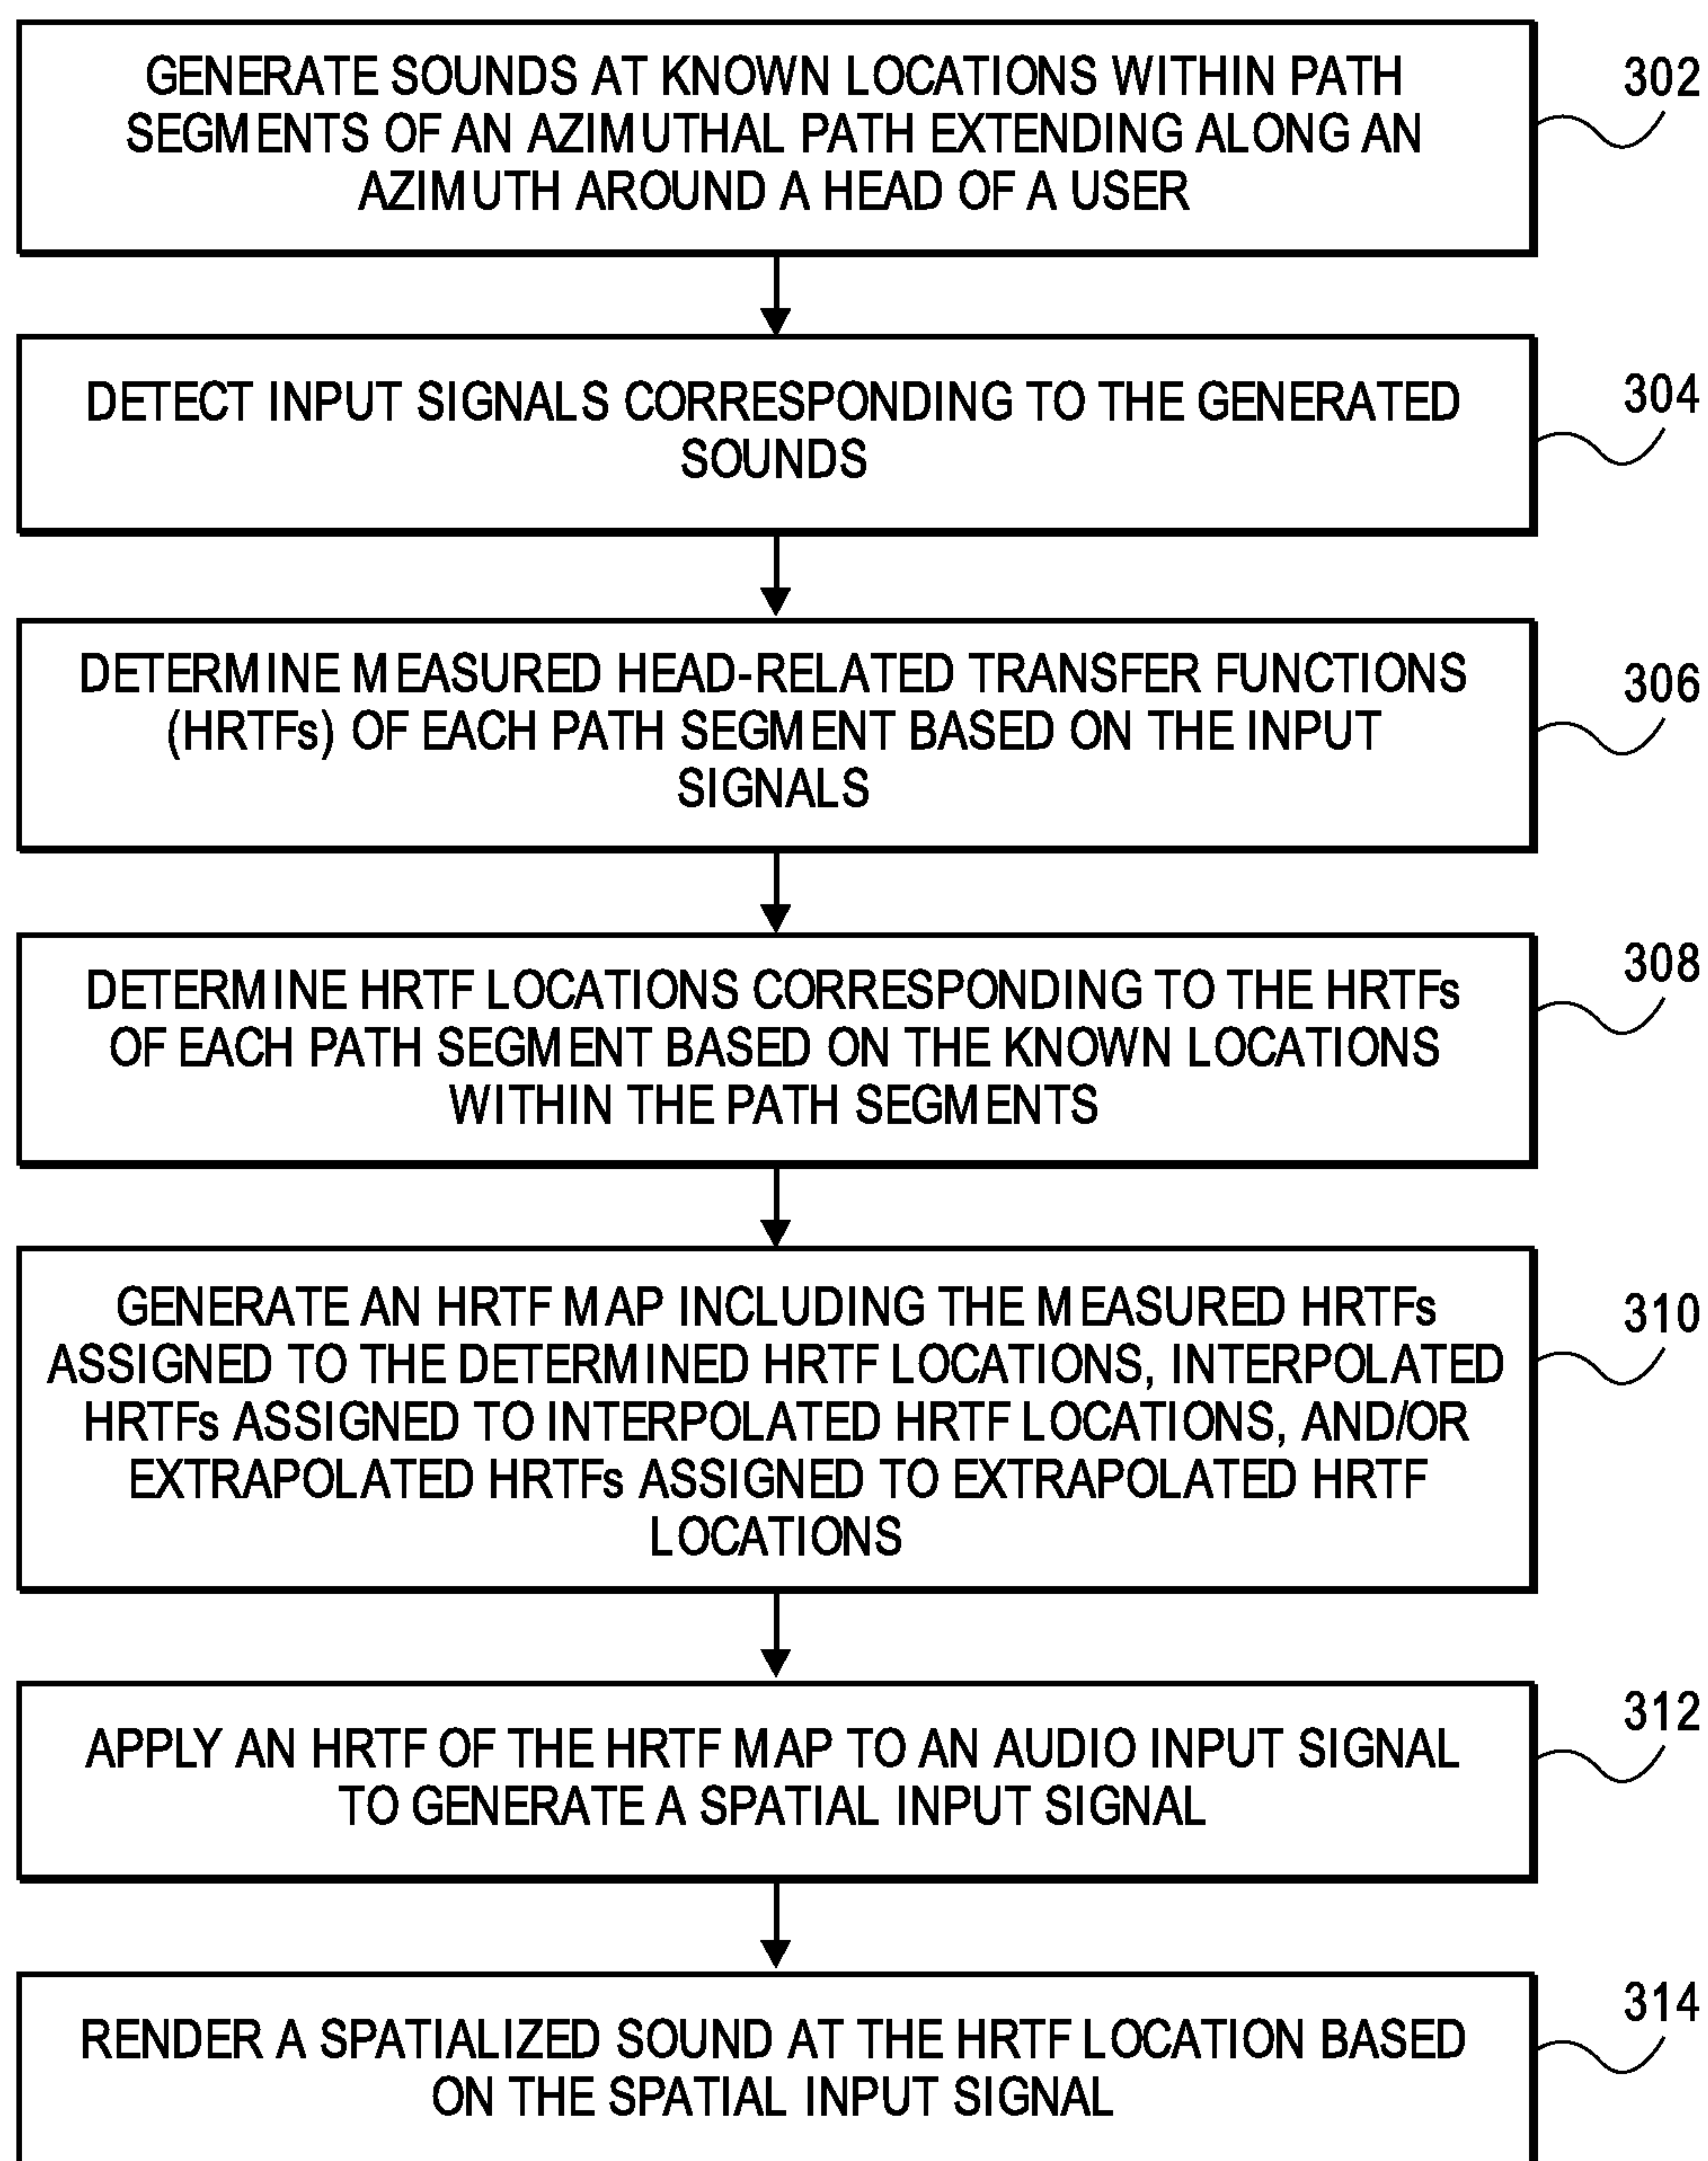 GENERATE SOUNDS AT KNOWN LOCATIONS WITHIN PATH
SEGMENTS OF AN AZIMUTHAL PATH EXTENDING ALONG AN
AZIMUTH AROUND A HEAD OF A USER
302
DETECT INPUT SIGNALS CORRESPONDING TO THE GENERATED
SOUNDS
304
DETERMINE MEASURED HEAD-RELATED TRANSFER FUNCTIONS
(HRTFs) OF EACH PATH SEGMENT BASED ON THE INPUT
SIGNALS
306
DETERMINE HRTF LOCATIONS CORRESPONDING TO THE HRTFs
OF EACH PATH SEGMENT BASED ON THE KNOWN LOCATIONS
WITHIN THE PATH SEGMENTS
308
GENERATE AN HRTF MAP INCLUDING THE MEASURED HRTFs
ASSIGNED TO THE DETERMINED HRTF LOCATIONS, INTERPOLATED
HRTFs ASSIGNED TO INTERPOLATED HRTF LOCATIONS, AND/OR
EXTRAPOLATED HRTFs ASSIGNED TO EXTRAPOLATED HRTF
LOCATIONS
310
APPLY AN HRTF OF THE HRTF MAP TO AN AUDIO INPUT SIGNAL
TO GENERATE A SPATIAL INPUT SIGNAL
312
RENDER A SPATIALIZED SOUND AT THE HRTF LOCATION BASED
ON THE SPATIAL INPUT SIGNAL
314